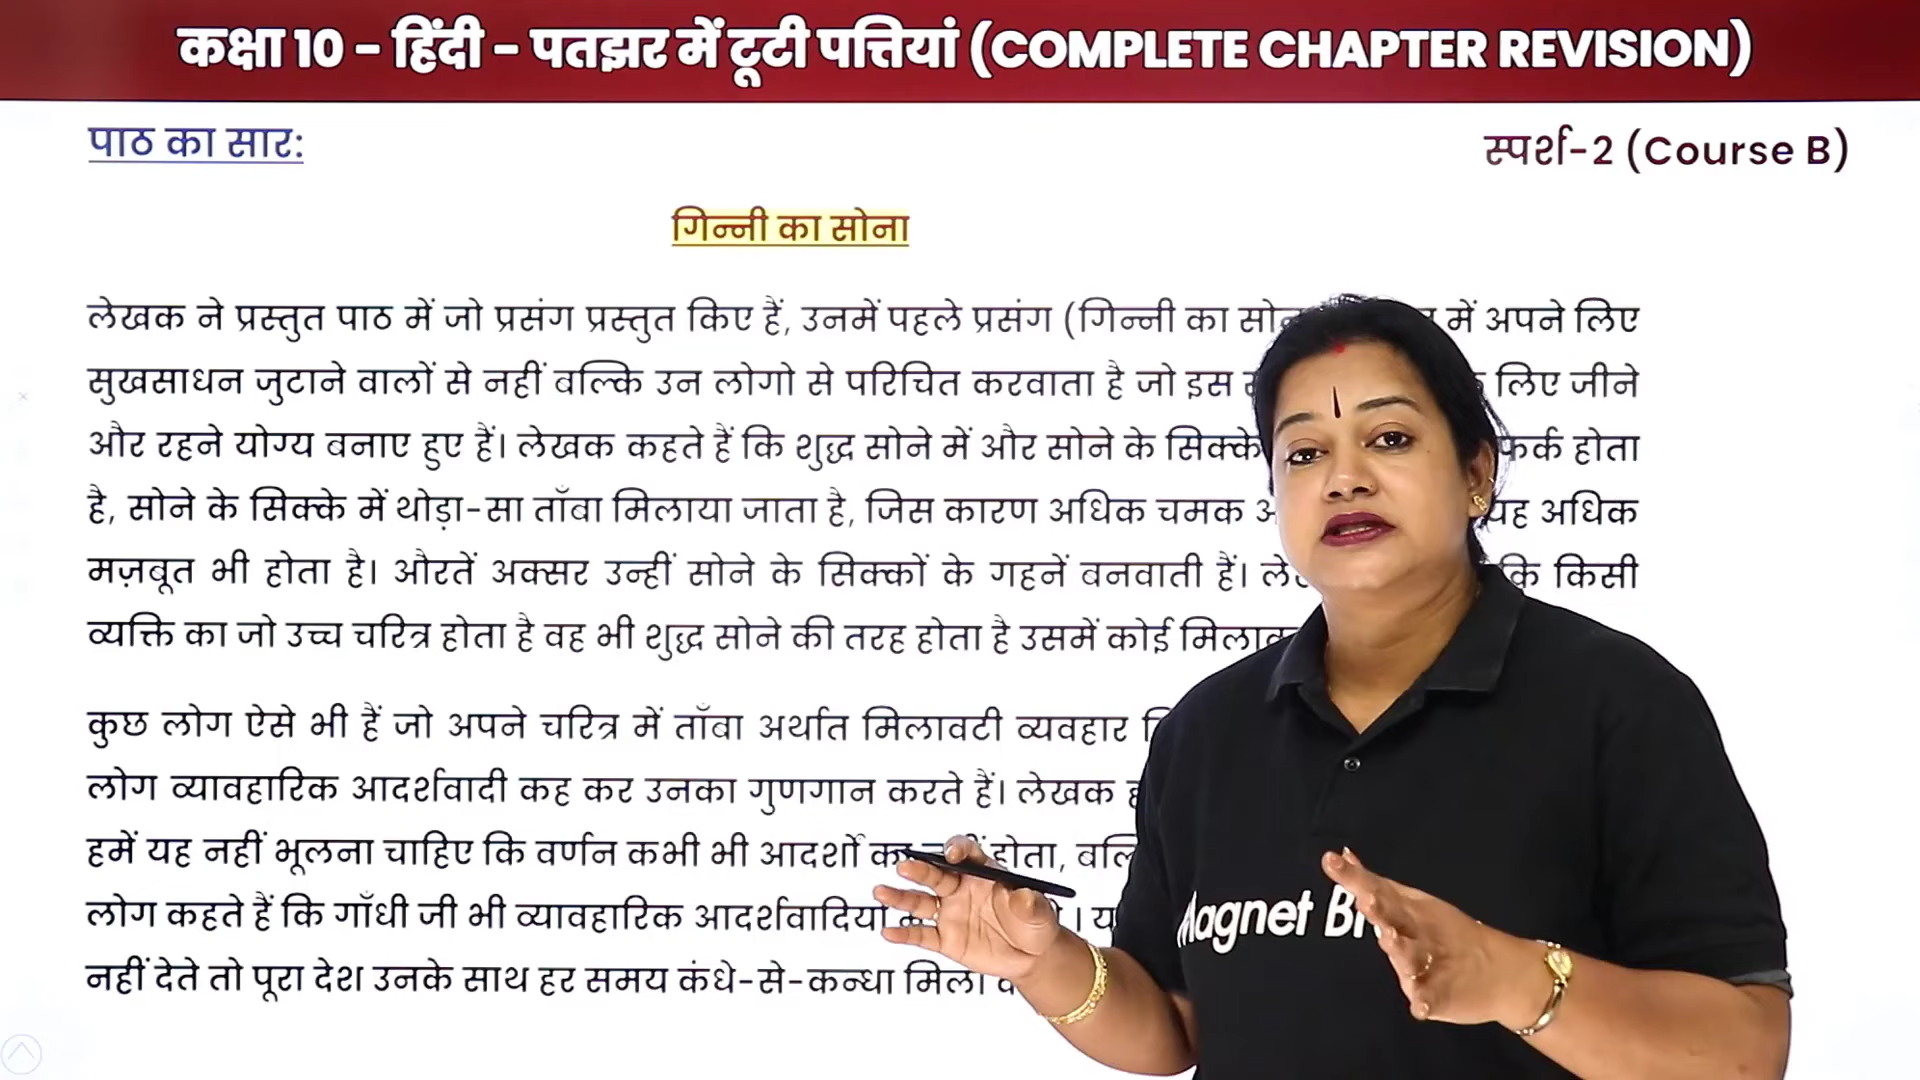 कक्षा 10 - हिंदी - पतझर में टूटी पत्तियां (COMPLETE CHAPTER REVISION)
पाठ का सार:
स्पर्श-2 (Course B)
गिन्नी का सोना
लेखक ने प्रस्तुत पाठ में जो प्रसंग प्रस्तुत किए हैं, उनमें पहले प्रसंग (गिन्नी का में अपने लिए
सुखसाधन जुटाने वालों से नहीं बल्कि उन लोगो से परिचित करवाता है जो इस लिए जीने
और रहने योग्य बनाए हुए हैं। लेखक कहते हैं कि शुद्ध सोने में और सोने के सिक्के फर्क होता
है, सोने के सिक्के में थोड़ा-सा ताँबा मिलाया जाता है, जिस कारण अधिक चमक यह अधिक
मज़बूत भी होता है। औरतें अक्सर उन्हीं सोने के सिक्कों के गहनें बनवाती हैं। कि किसी
व्यक्ति का जो उच्च चरित्र होता है वह भी शुद्ध सोने की तरह होता है उसमें कोई
कुछ लोग ऐसे भी हैं जो अपने चरित्र में ताँबा अर्थात मिलावटी व्यवहार
लोग व्यावहारिक आदर्शवादी कह कर उनका गुणगान करते हैं। लेखक
हमें यह नहीं भूलना चाहिए कि वर्णन कभी भी आदर्शों होता,
लोग कहते हैं कि गाँधी जी भी व्यावहारिक
नहीं देते तो पूरा देश उनके साथ हर समय कंधे-से-कन्धा मिला
Magnet